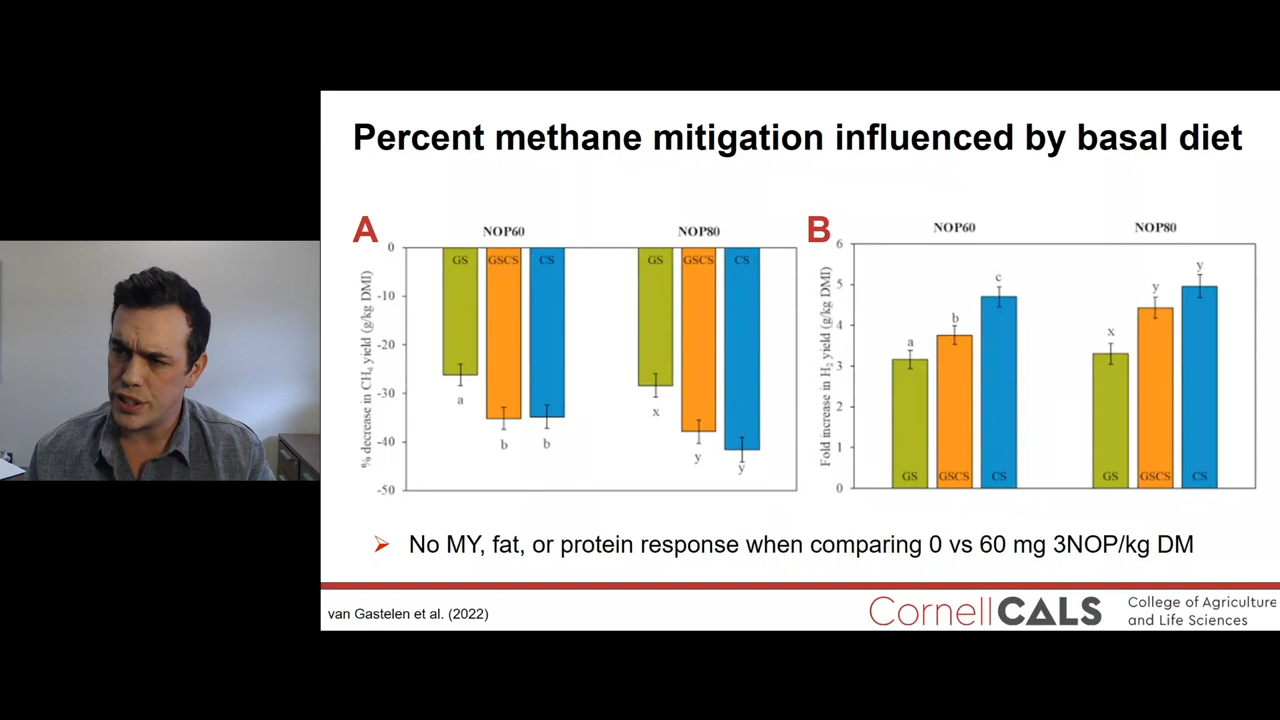 Percent methane mitigation influenced by basal diet
A
NOP60
NOP80
% decrease in CH₄ yield (g/kg DMI)
0
-10
-20
-30
-40
-50
GS
GSCS
CS
GS
GSCS
CS
a
b
b
x
y
y
B
NOP60
NOP80
Fold increase in H₂ yield (g/kg DMI)
6
5
4
3
2
1
0
a
b
c
x
y
y
GS
GSCS
CS
GS
GSCS
CS
➢ No MY, fat, or protein response when comparing 0 vs 60 mg 3NOP/kg DM
van Gastelen et al. (2022)
CornellCALS
College of Agriculture
and Life Sciences